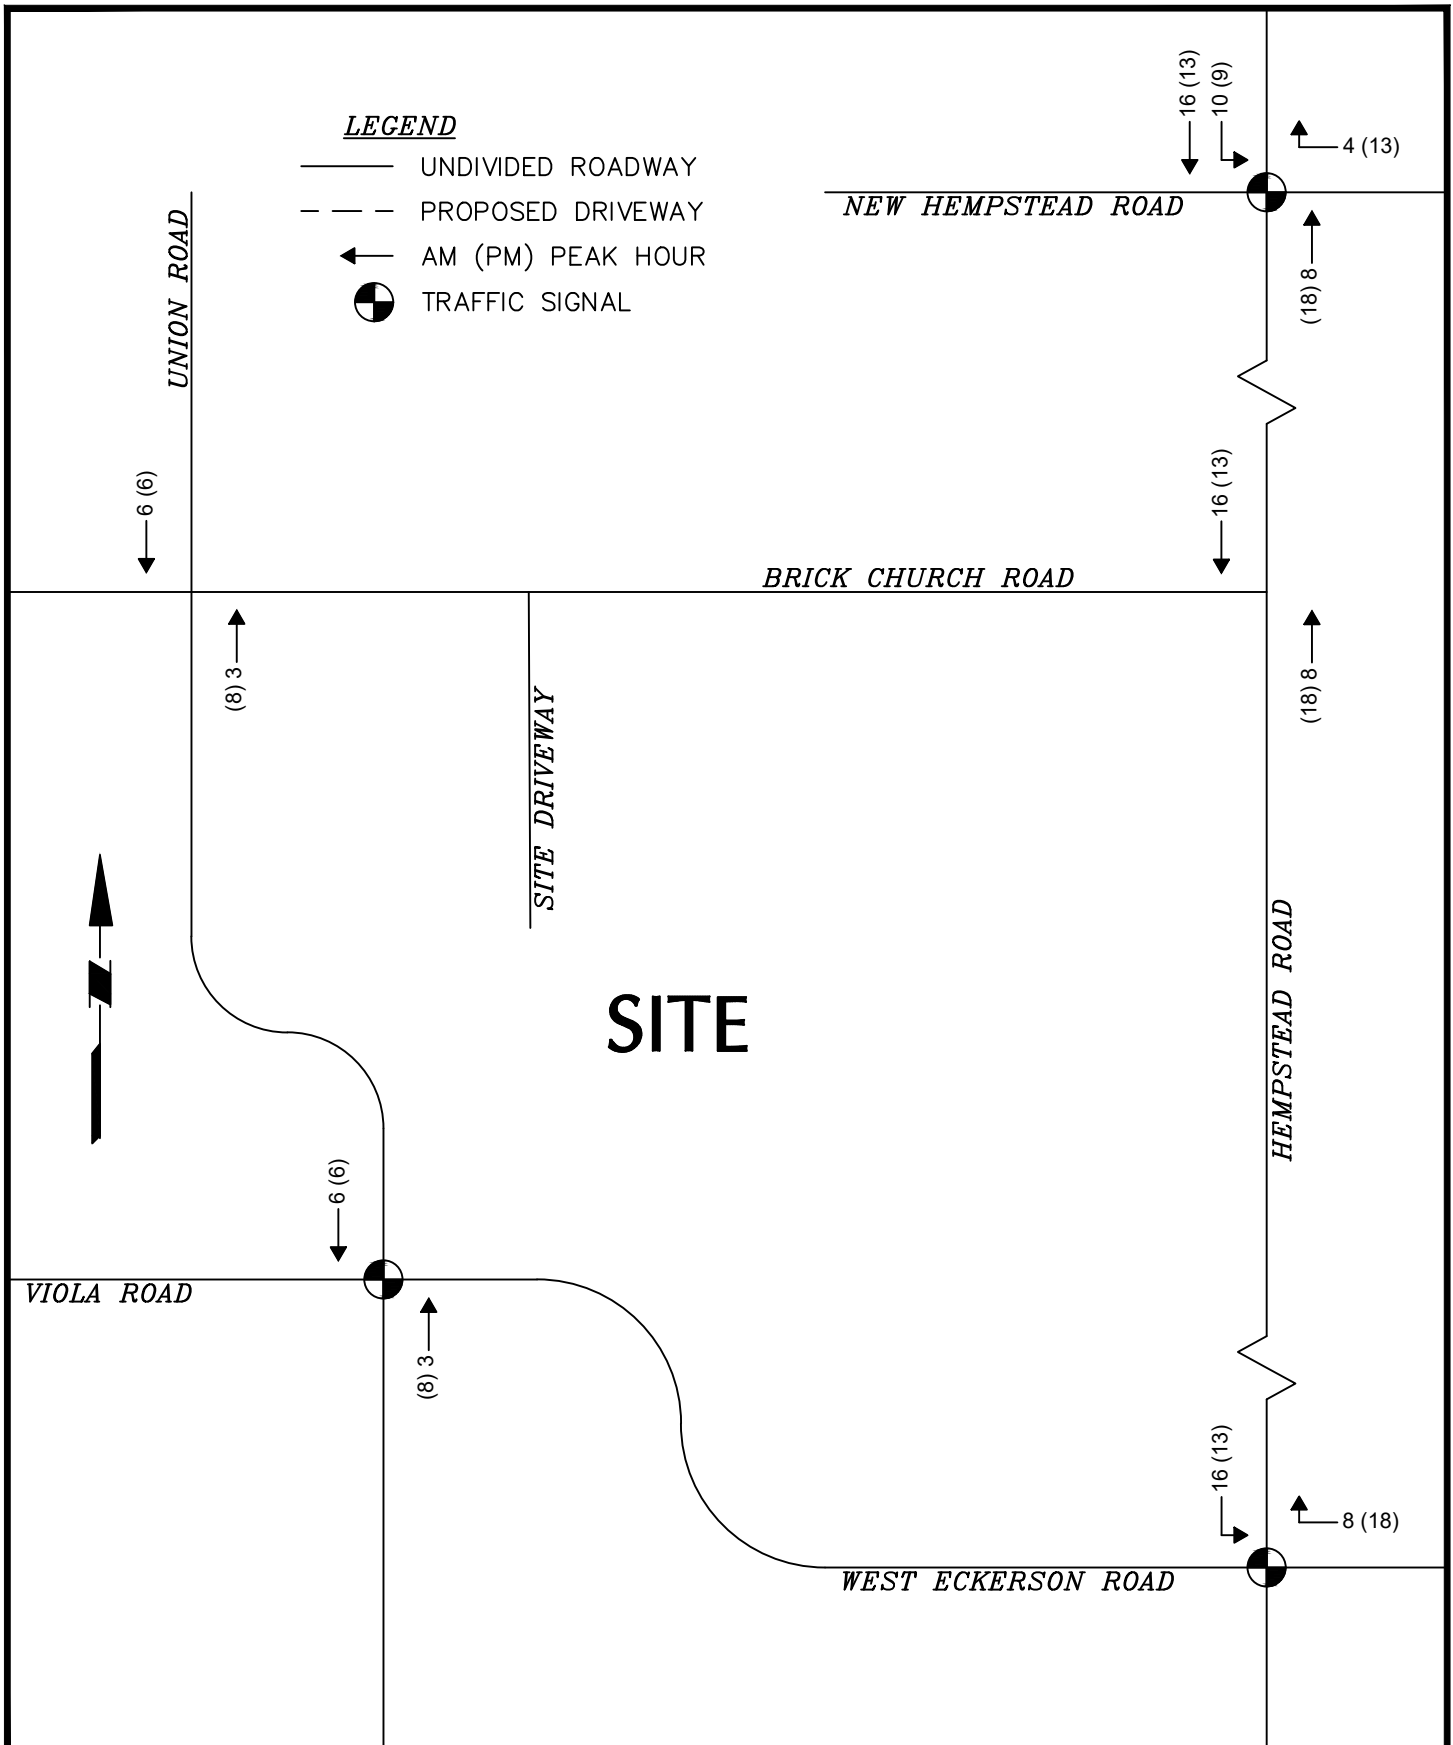 16 (13)
10 (9)
LEGEND
UNDIVIDED ROADWAY
PROPOSED DRIVEWAY
AM (PM) PEAK HOUR
TRAFFIC SIGNAL
4 (13)
NEW HEMPSTEAD ROAD
UNION ROAD
(18) 8
6 (6)
16 (13)
BRICK CHURCH ROAD
(8) 3
(18) 8
SITE DRIVEWAY
N
SITE
HEMPSTEAD ROAD
6 (6)
VIOLA ROAD
(8) 3
16 (13)
8 (18)
WEST ECKERSON ROAD